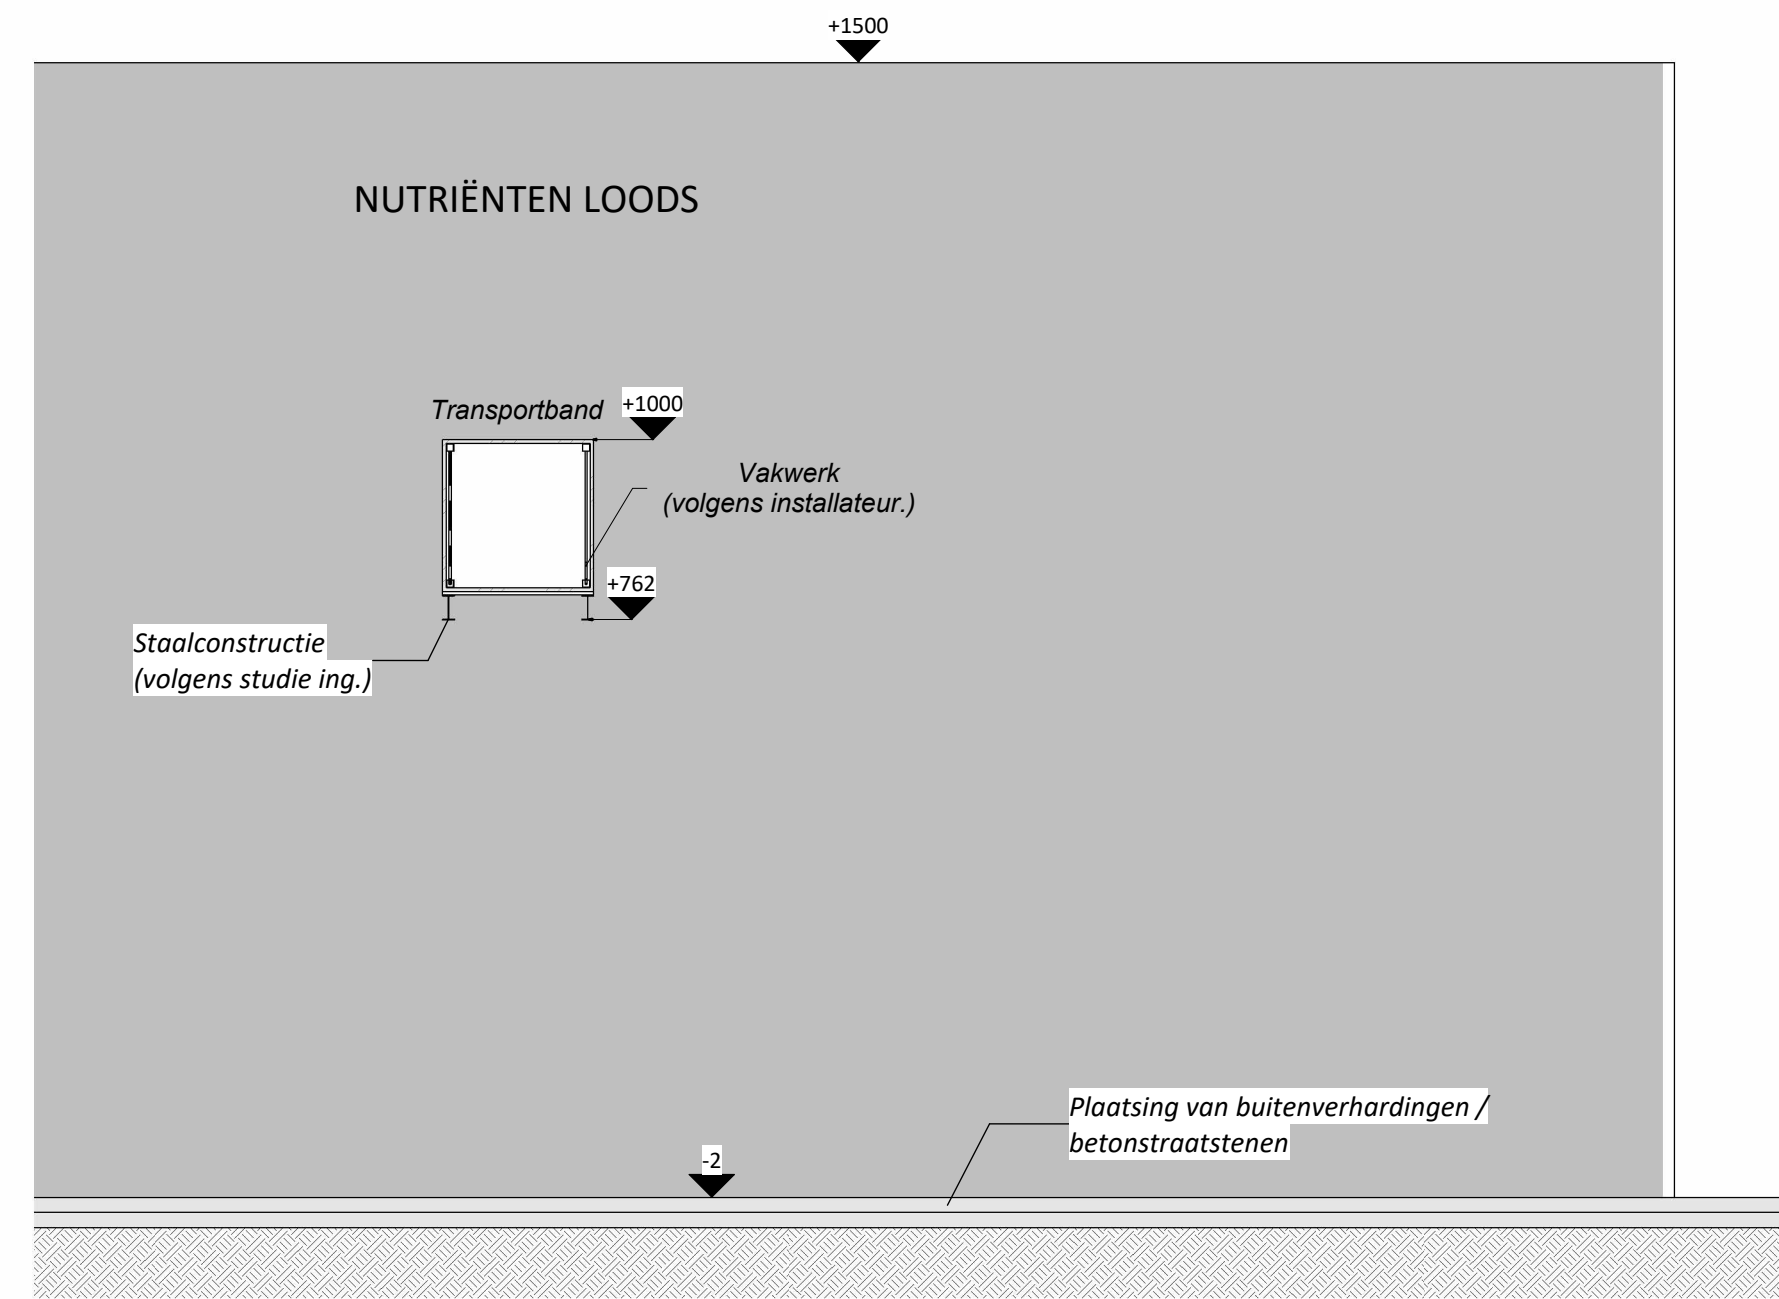 +1500
NUTRIËNTEN LOODS
Transportband
+1000
Vakwerk
(volgens installateur.)
+762
Staalconstructie
(volgens studie ing.)
Plaatsing van buitenverhardingen /
betonstraatstenen
-2